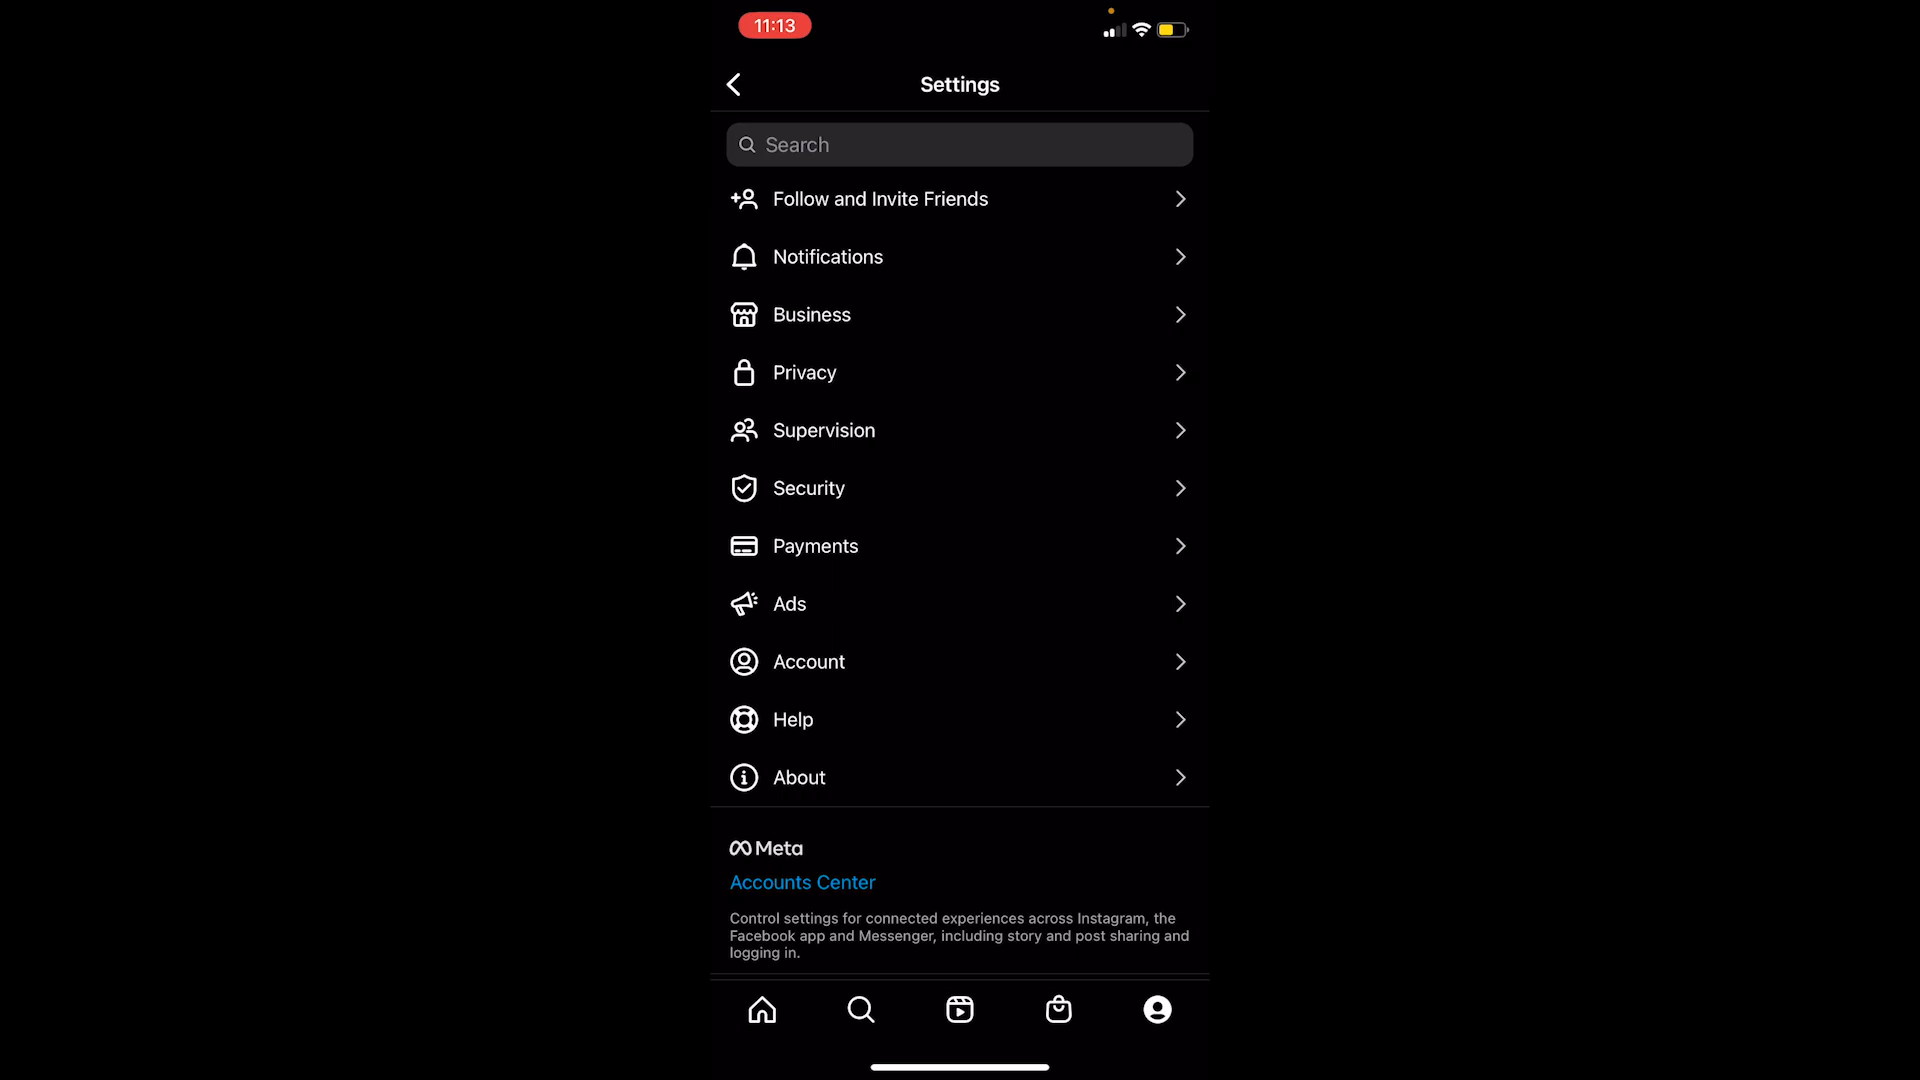 11:13
Settings
Search
Follow and Invite Friends
Notifications
Business
Privacy
Supervision
Security
Payments
Ads
Account
Help
About
Meta
Accounts Center
Control settings for connected experiences across Instagram, the
Facebook app and Messenger, including story and post sharing and
logging in.